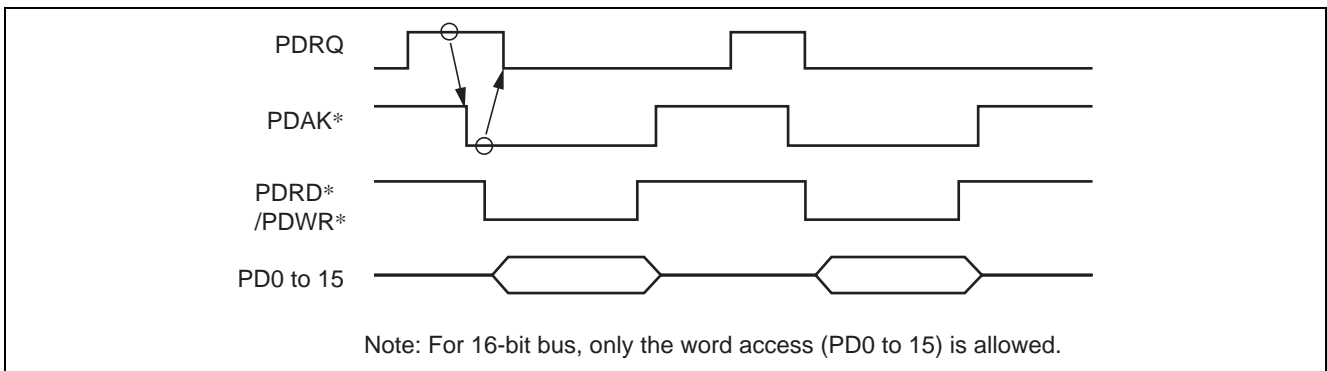 PDRQ
PDAK*
PDRD*
/PDWR*
PD0 to 15
Note: For 16-bit bus, only the word access (PD0 to 15) is allowed.